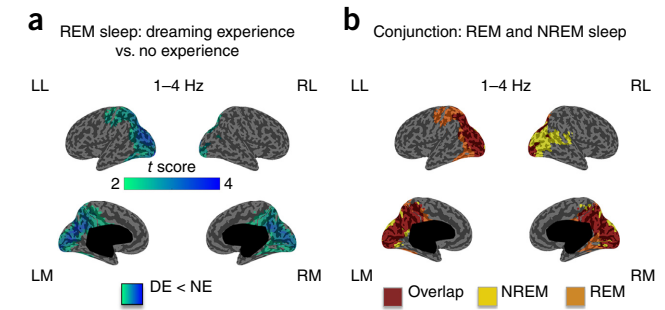 a
REM sleep: dreaming experience
vs. no experience
LL
1–4 Hz
RL
t score
2
4
LM
DE < NE
RM
b
Conjunction: REM and NREM sleep
LL
1–4 Hz
RL
LM
Overlap
NREM
REM
RM